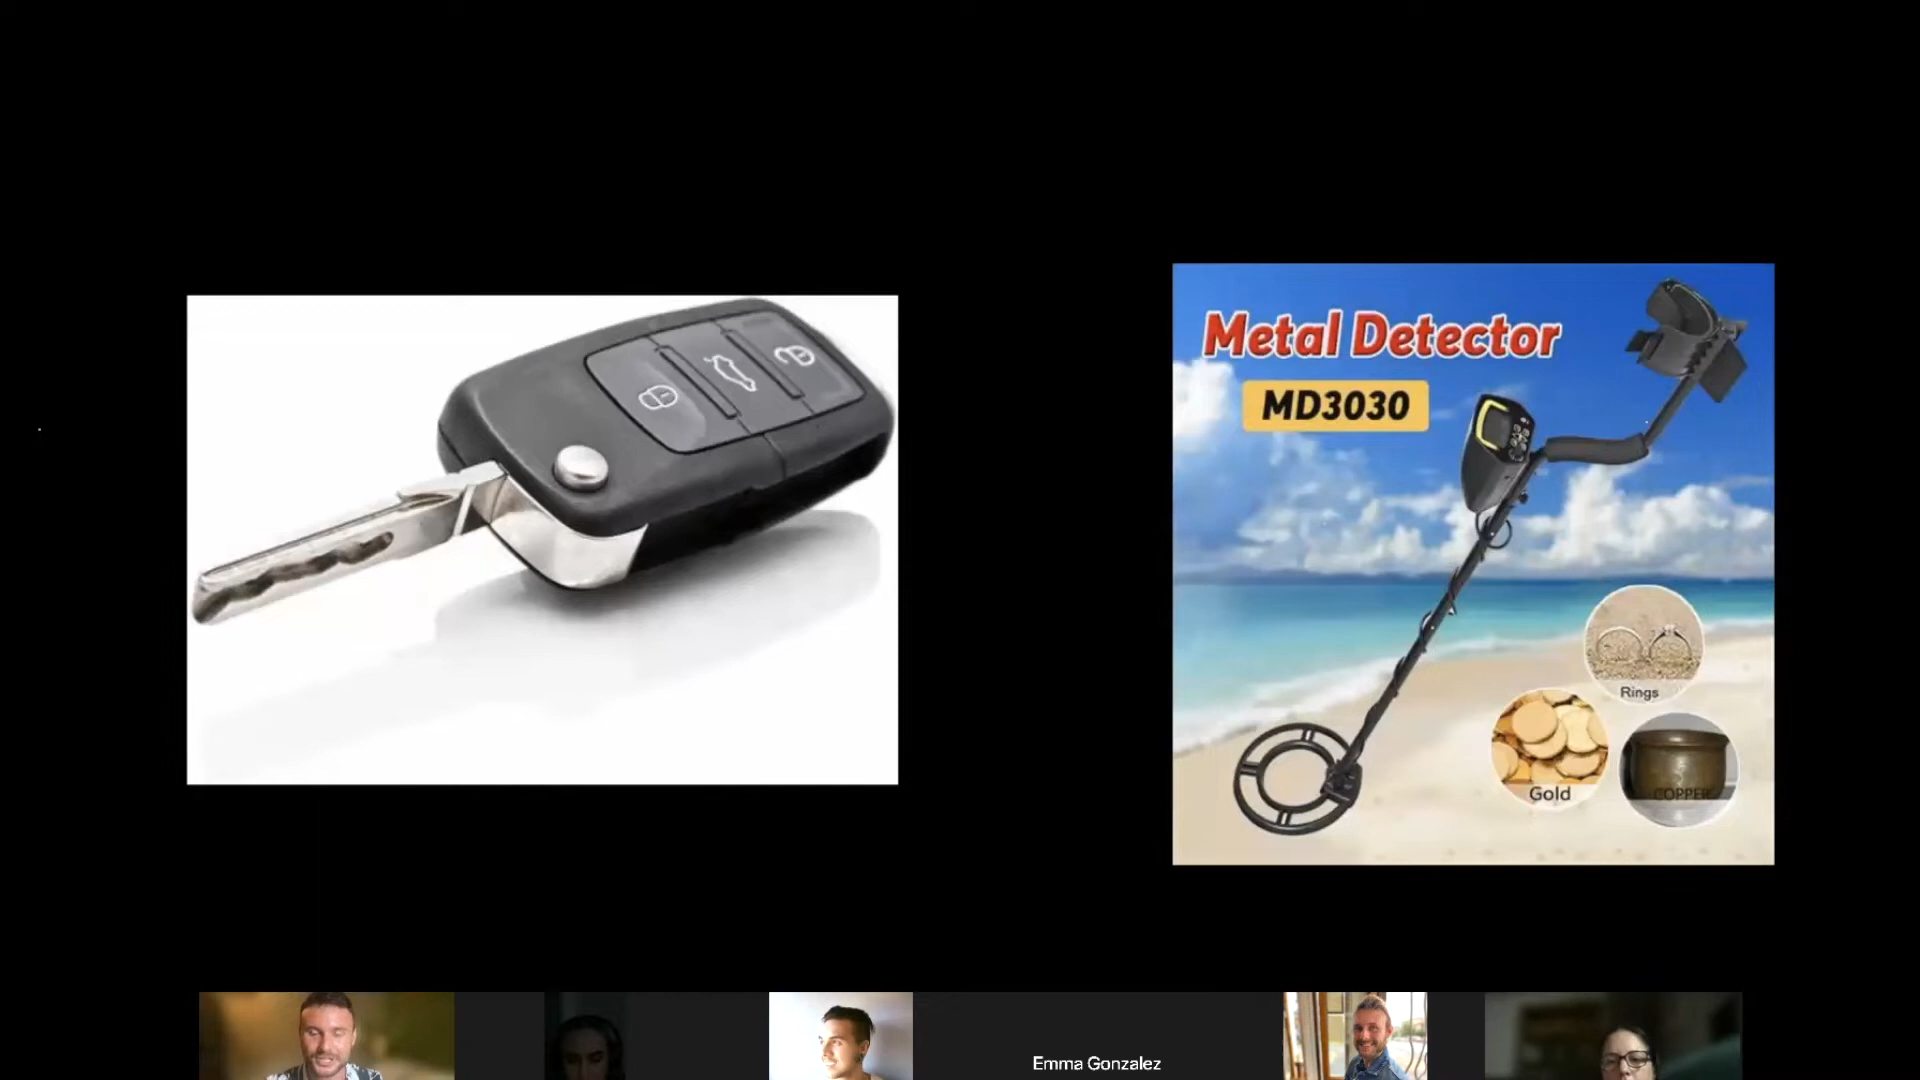 Metal Detector
MD3030
Rings
Gold
COPPER
Emma Gonzalez